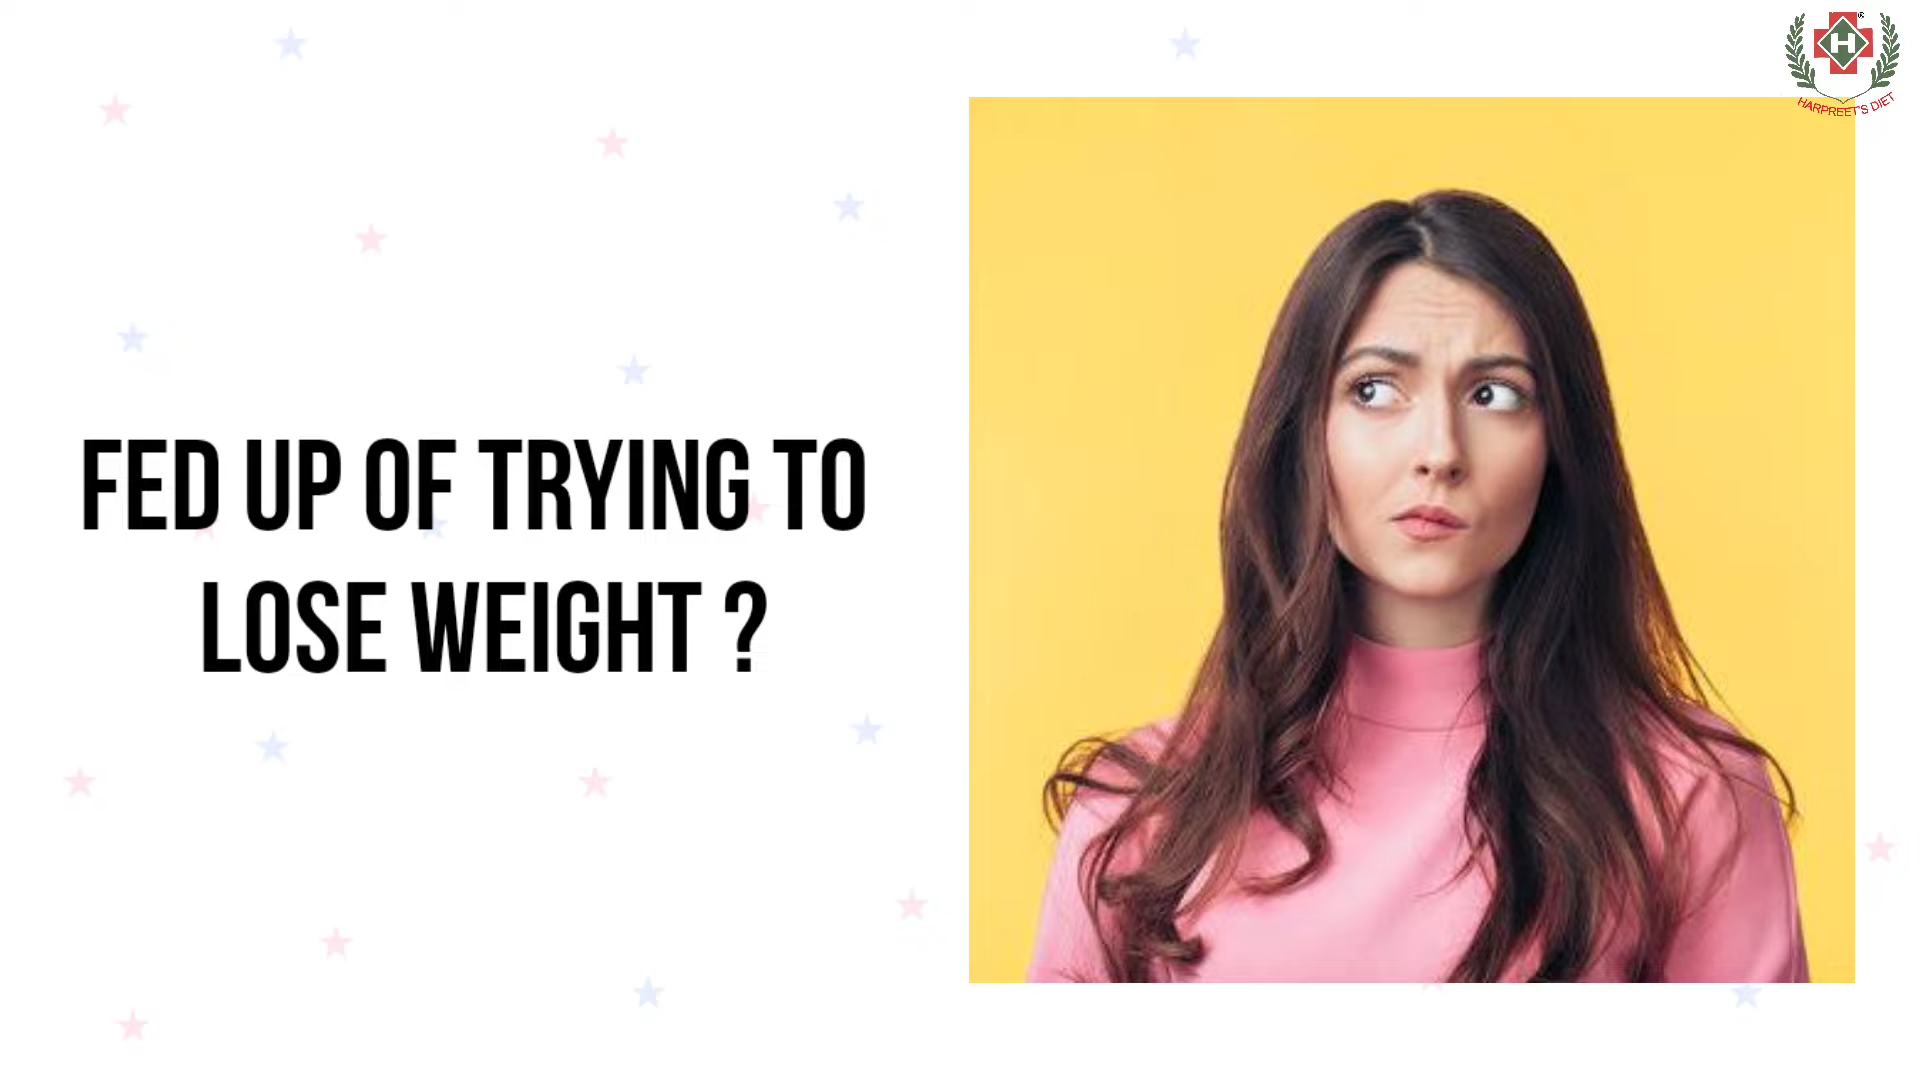 H®
HARPREET'S DIET
FED UP OF TRYING TO
LOSE WEIGHT ?